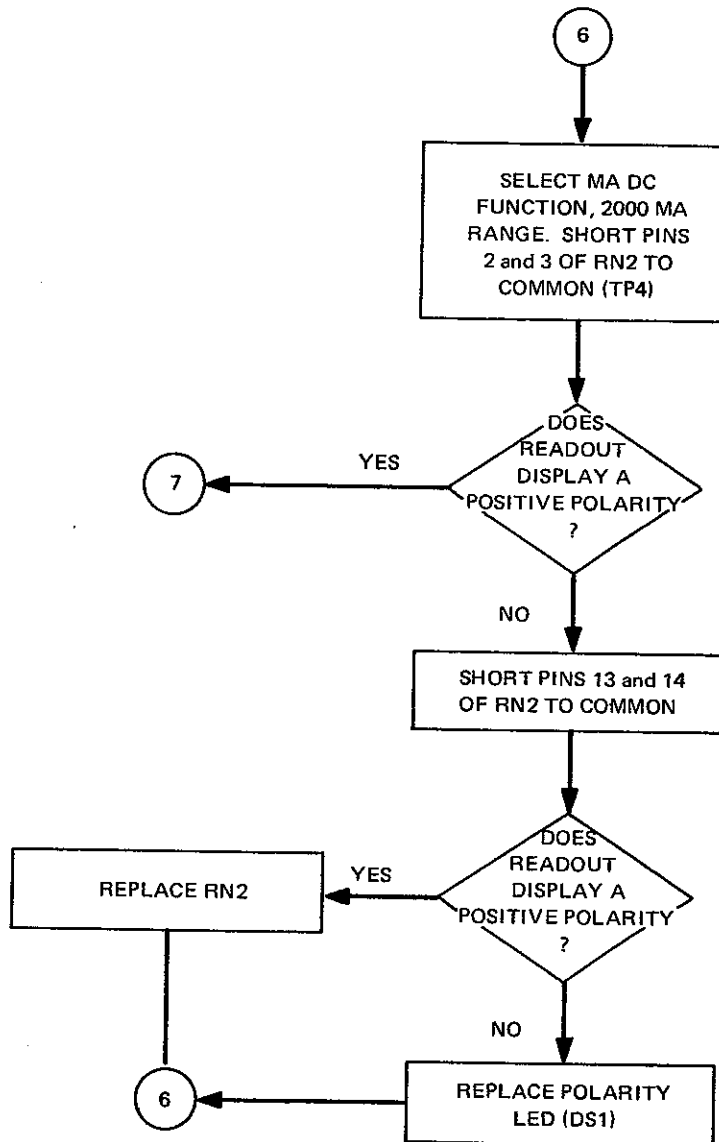 6
SELECT MA DC
FUNCTION, 2000 MA
RANGE. SHORT PINS
2 and 3 OF RN2 TO
COMMON (TP4)
DOES
READOUT
DISPLAY A
POSITIVE POLARITY
?
YES
7
NO
SHORT PINS 13 and 14
OF RN2 TO COMMON
DOES
READOUT
DISPLAY A
POSITIVE POLARITY
?
YES
REPLACE RN2
NO
REPLACE POLARITY
LED (DS1)
6